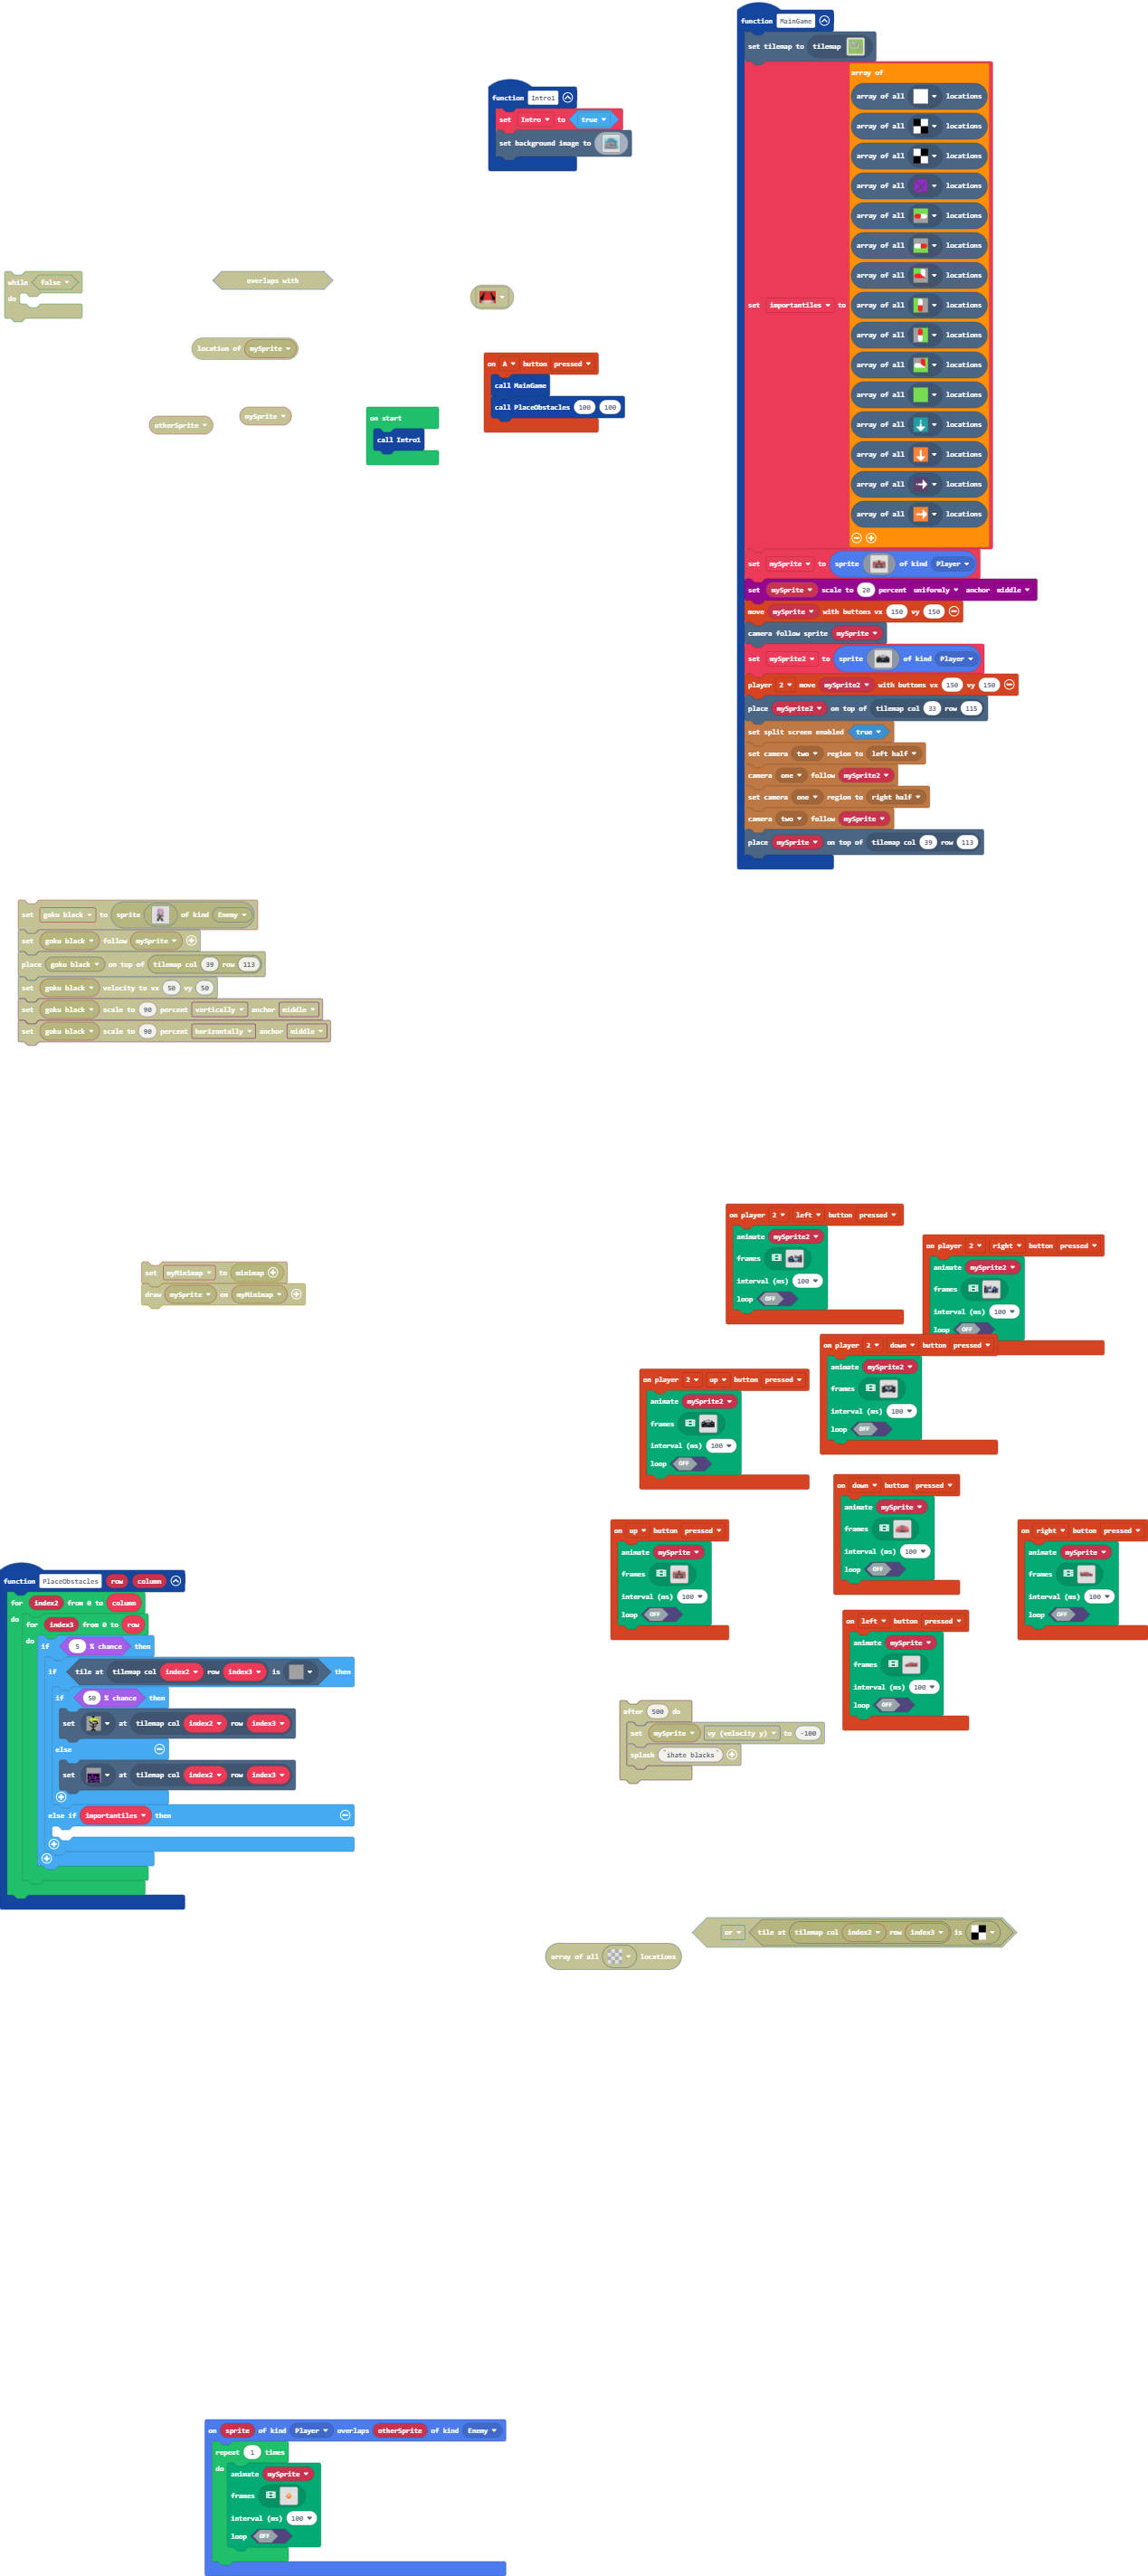 function MainGame
set tilemap to tilemap
array of
array of all locations
array of all locations
array of all locations
array of all locations
array of all locations
array of all locations
array of all locations
set importantiles to array of all locations
array of all locations
array of all locations
array of all locations
array of all locations
array of all locations
array of all locations
array of all locations
set mySprite to sprite of kind Player
set mySprite scale to 20 percent uniformly anchor middle
move mySprite with buttons vx 150 vy 150
camera follow sprite mySprite
set mySprite2 to sprite of kind Player
player 2 move mySprite2 with buttons vx 150 vy 150
place mySprite2 on top of tilemap col 33 row 115
set split screen enabled true
set camera two region to left half
camera one follow mySprite2
set camera one region to right half
camera two follow mySprite
place mySprite on top of tilemap col 39 row 113
function Intro1
set Intro to true
set background image to
while false
do
overlaps with
location of mySprite
otherSprite
mySprite
on start
call Intro1
on A button pressed
call MainGame
call PlaceObstacles 100 100
set goku black to sprite of kind Enemy
set goku black follow mySprite
place goku black on top of tilemap col 39 row 113
set goku black velocity to vx 50 vy 50
set goku black scale to 90 percent vertically anchor middle
set goku black scale to 90 percent horizontally anchor middle
set myMinimap to minimap
draw mySprite on myMinimap
on player 2 left button pressed
animate mySprite2
frames
interval (ms) 100
loop OFF
on player 2 right button pressed
animate mySprite2
frames
interval (ms) 100
loop OFF
on player 2 down button pressed
animate mySprite2
frames
interval (ms) 100
loop OFF
on player 2 up button pressed
animate mySprite2
frames
interval (ms) 100
loop OFF
on down button pressed
animate mySprite
frames
interval (ms) 100
loop OFF
on up button pressed
animate mySprite
frames
interval (ms) 100
loop OFF
on right button pressed
animate mySprite
frames
interval (ms) 100
loop OFF
on left button pressed
animate mySprite
frames
interval (ms) 100
loop OFF
function PlaceObstacles row column
for index2 from 0 to column
do for index3 from 0 to row
do if 5 % chance then
if tile at tilemap col index2 row index3 is then
if 50 % chance then
set at tilemap col index2 row index3
else
set at tilemap col index2 row index3
else if importantiles then
after 500 do
set mySprite vy (velocity y) to -100
splash "ihate blacks"
or tile at tilemap col index2 row index3 is
array of all locations
on sprite of kind Player overlaps otherSprite of kind Enemy
repeat 1 times
do animate mySprite
frames
interval (ms) 100
loop OFF